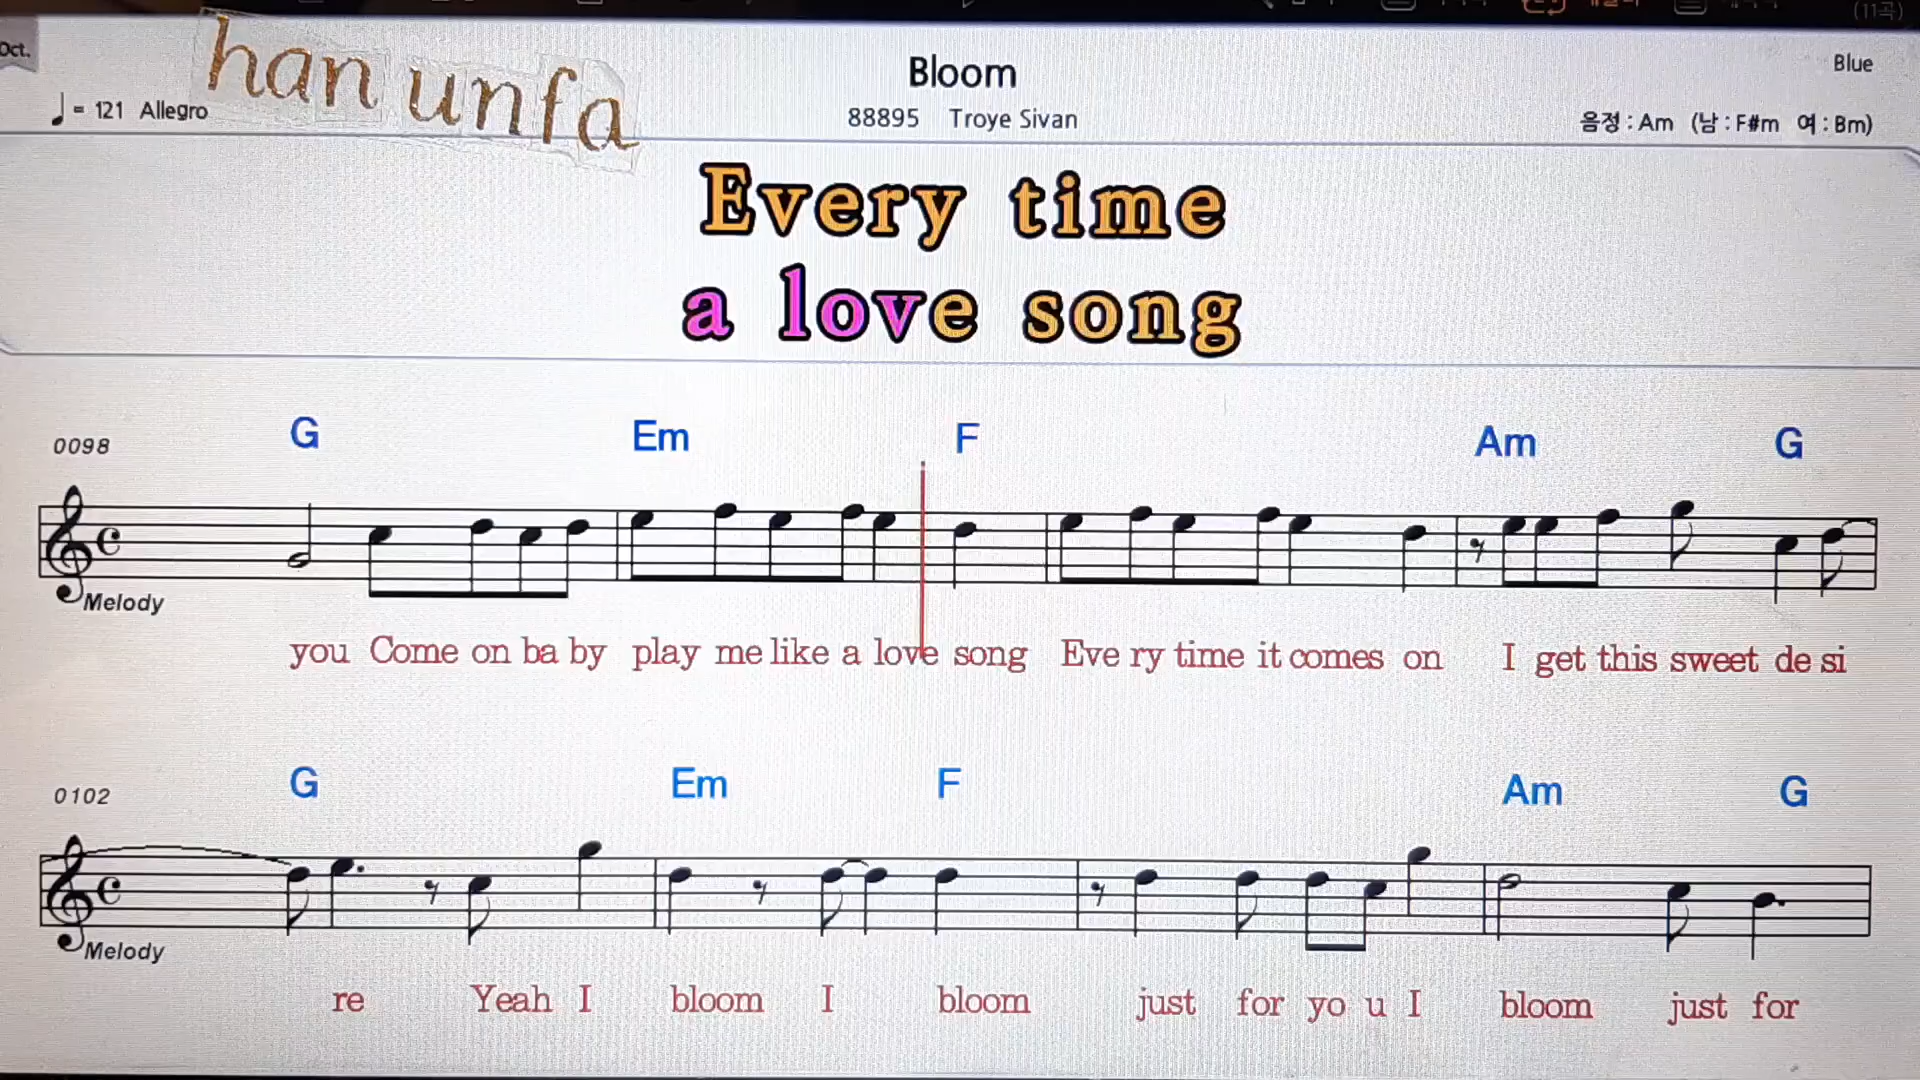 (11곡)
Oct.
han unfa
Bloom
Blue
♩ = 121 Allegro
88895 Troye Sivan
음정 : Am (남 : F#m 여 : Bm)
Every time
a love song
0098 G Em F Am G
Melody
you Come on ba by play me like a love song Eve ry time it comes on I get this sweet de si
0102 G Em F Am G
Melody
re Yeah I bloom I bloom just for yo u I bloom just for